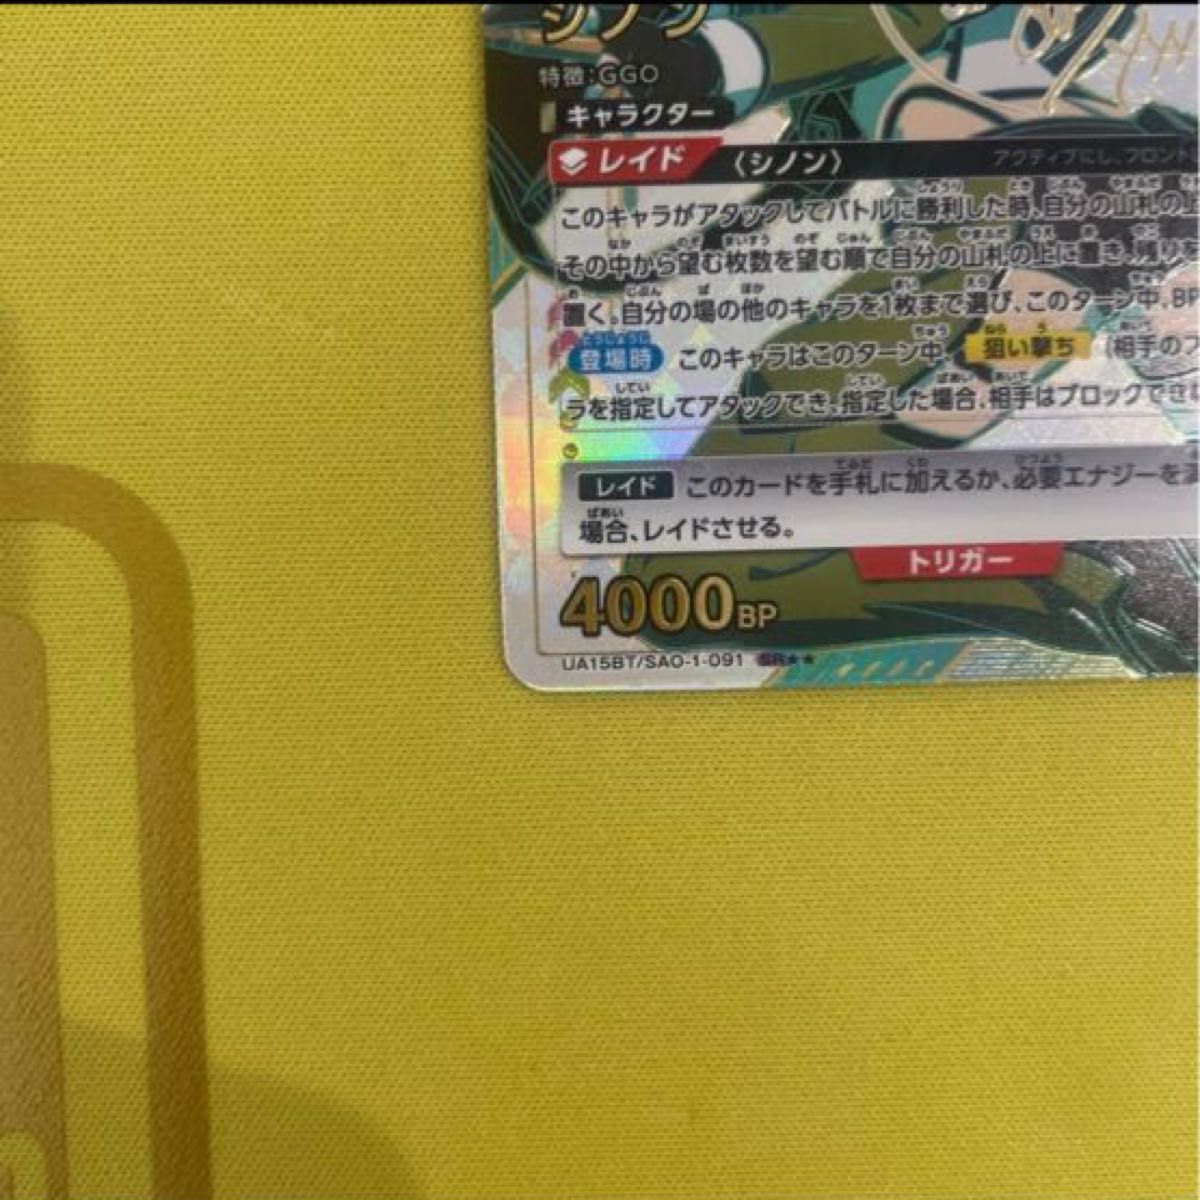 シノン
特徴:GGO
キャラクター
レイド 〈シノン〉 アクティブにし、フロント
このキャラがアタックしてバトルに勝利した時、自分の山札の上
その中から望む枚数を望む順で自分の山札の上に置き、残りを
置く。自分の場の他のキャラを1枚まで選び、このターン中、BP
登場時 このキャラはこのターン中、 狙い撃ち (相手のフ
ラを指定してアタックでき、指定した場合、相手はブロックでき
レイド このカードを手札に加えるか、必要エナジーを
場合、レイドさせる。
トリガー
4000BP
UA15BT/SAO-1-091 SR★★